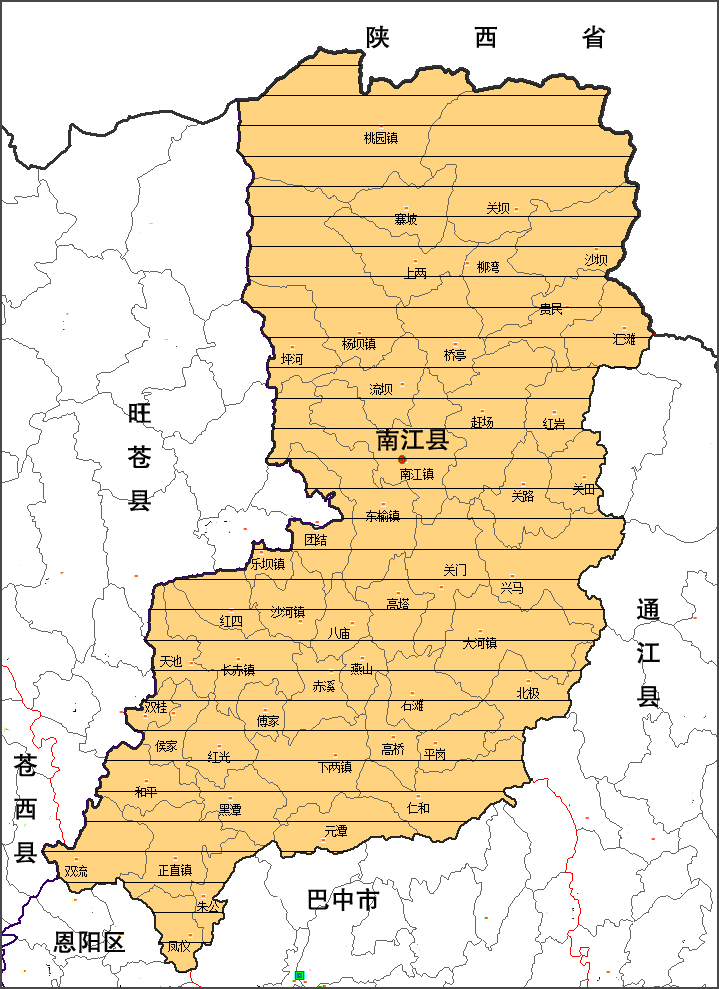 陕西省
桃园镇
寨坡
关坝
上两
柳湾
沙坝
贵民
汇滩
杨坝镇
坪河
桥亭
流坝
赶场
红岩
南江县
南江镇
关路
关田
东榆镇
团结
乐坝镇
关门
兴马
高塔
沙河镇
红四
八庙
大河镇
天池
长赤镇
燕山
赤溪
北极
石滩
双桂
傅家
侯家
红光
高桥
平岗
下两镇
和平
黑潭
仁和
元潭
双流
正直镇
朱公
凤仪
旺苍县
通江县
苍西县
巴中市
恩阳区